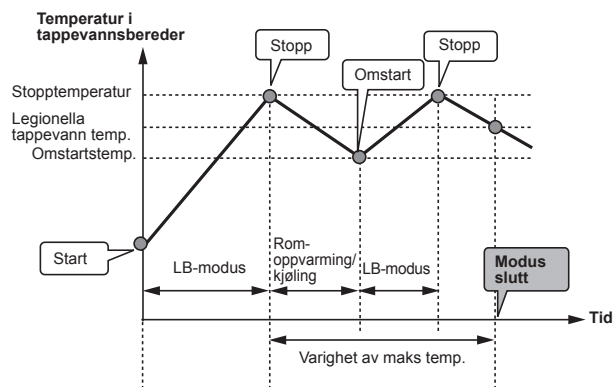 Temperatur i
tappevannsbereder
Stopp
Stopp
Omstart
Stopptemperatur
Legionella
tappevann temp.
Omstartstemp.
Start
LB-modus
Rom-
oppvarming/
kjøling
LB-modus
Modus
slutt
Tid
Varighet av maks temp.